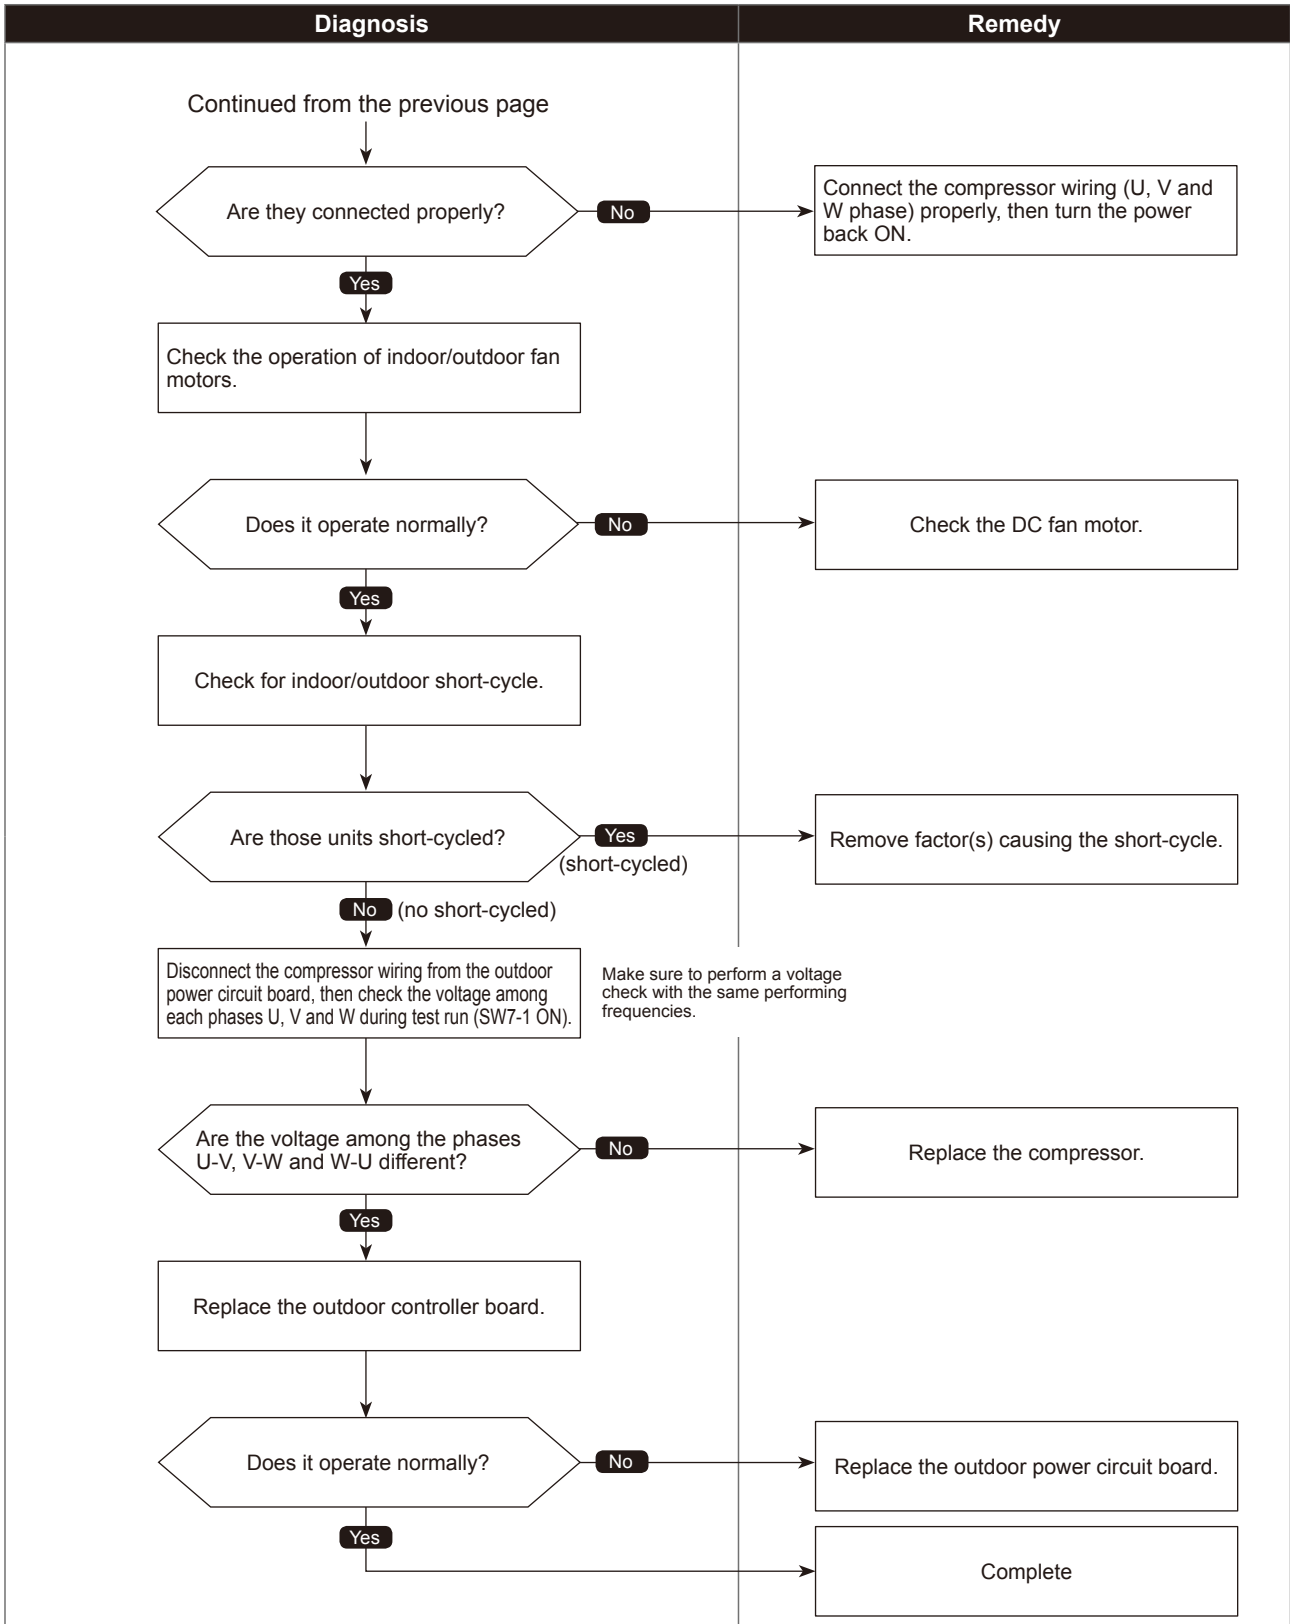 Diagnosis
Remedy
Continued from the previous page
Are they connected properly?
No
Connect the compressor wiring (U, V and
W phase) properly, then turn the power
back ON.
Yes
Check the operation of indoor/outdoor fan
motors.
Does it operate normally?
No
Check the DC fan motor.
Yes
Check for indoor/outdoor short-cycle.
Are those units short-cycled?
Yes
(short-cycled)
Remove factor(s) causing the short-cycle.
No (no short-cycled)
Disconnect the compressor wiring from the outdoor
power circuit board, then check the voltage among
each phases U, V and W during test run (SW7-1 ON).
Make sure to perform a voltage
check with the same performing
frequencies.
Are the voltage among the phases
U-V, V-W and W-U different?
No
Replace the compressor.
Yes
Replace the outdoor controller board.
Does it operate normally?
No
Replace the outdoor power circuit board.
Yes
Complete